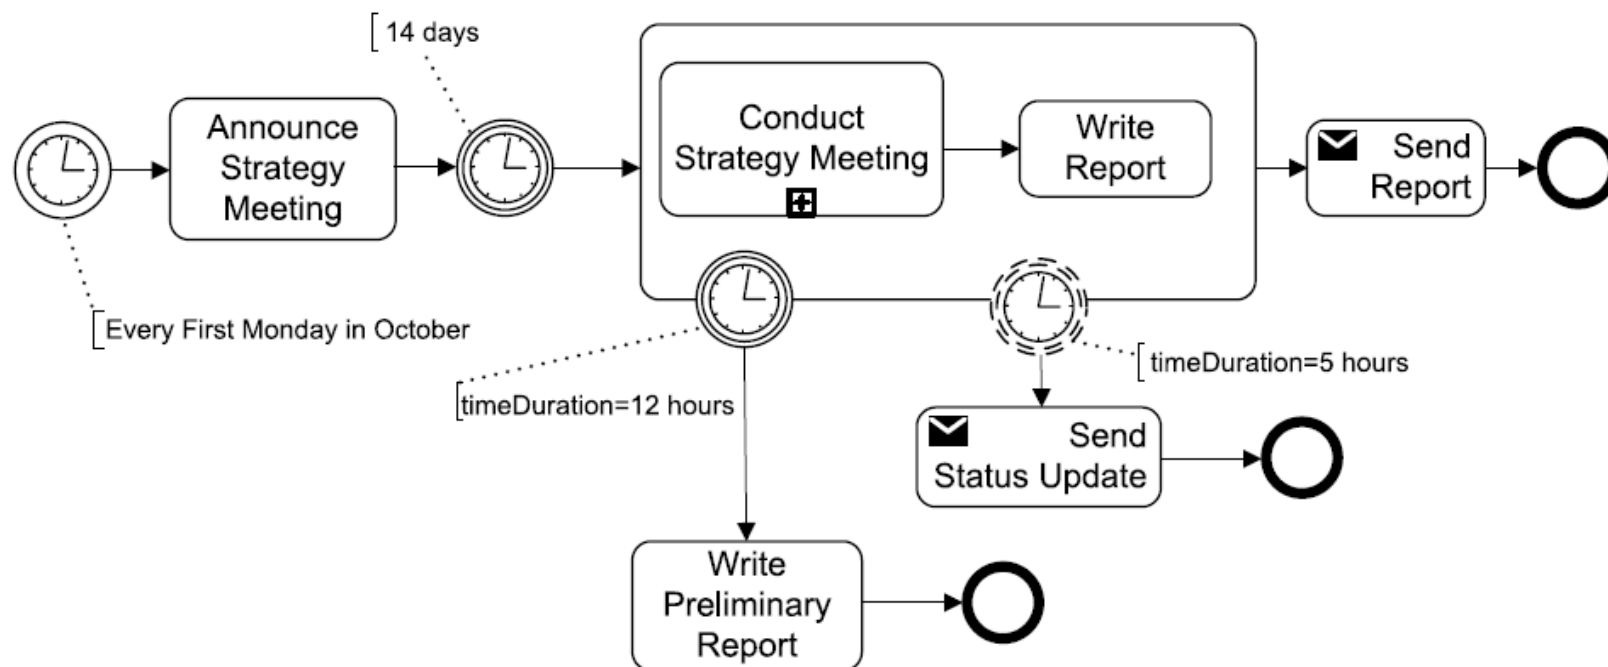 14 days
Announce
Strategy
Meeting
Conduct
Strategy Meeting
Write
Report
Send
Report
Every First Monday in October
timeDuration=12 hours
timeDuration=5 hours
Send
Status Update
Write
Preliminary
Report